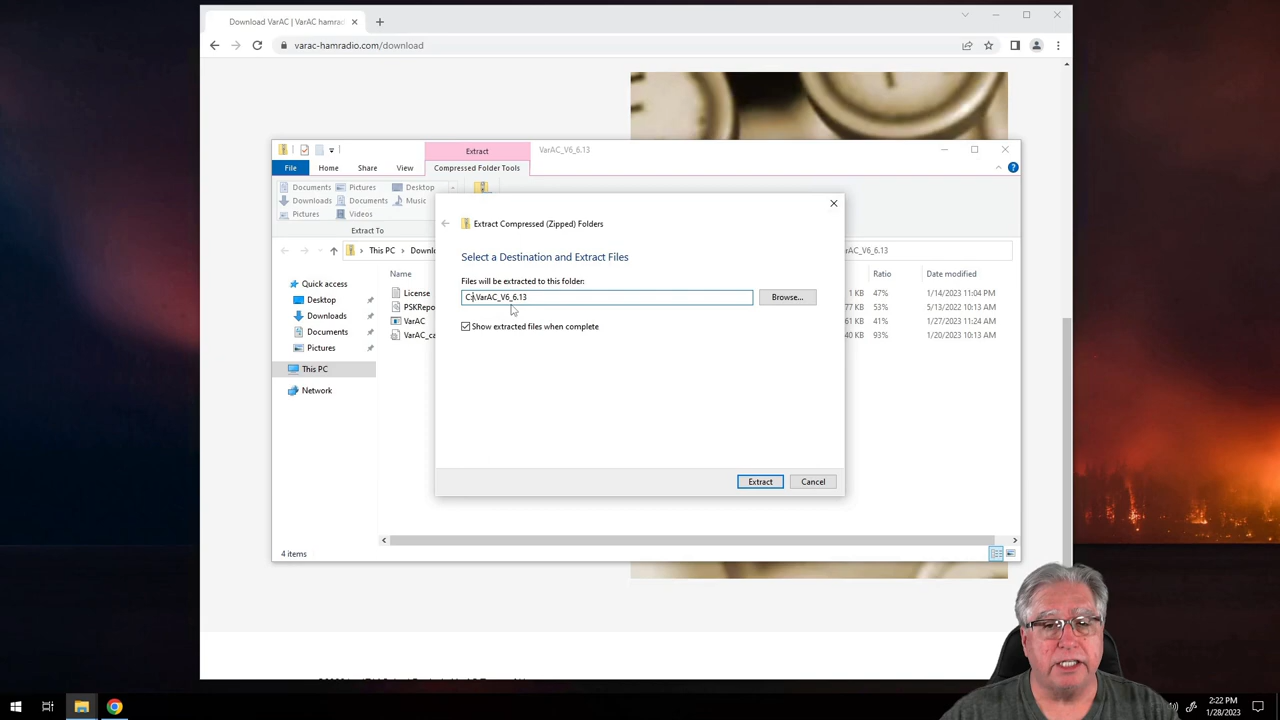 Download VarAC | VarAC hamrad
varac-hamradio.com/download
Extract
VarAC_V6_6.13
File
Home
Share
View
Compressed Folder Tools
Documents
Pictures
Desktop
Downloads
Documents
Music
Pictures
Videos
Extract To
This PC
Downlo
rAC_V6_6.13
Extract Compressed (Zipped) Folders
Select a Destination and Extract Files
Files will be extracted to this folder:
C:\VarAC_V6_6.13
Browse...
Show extracted files when complete
Extract
Cancel
Quick access
Desktop
Downloads
Documents
Pictures
This PC
Network
Name
Ratio
Date modified
License
1 KB
47%
1/14/2023 11:04 PM
PSKRepo
77 KB
53%
5/13/2022 10:13 AM
VarAC
61 KB
41%
1/27/2023 11:24 AM
VarAC_ca
40 KB
93%
1/20/2023 10:13 AM
4 items
2:22 PM
1/28/2023